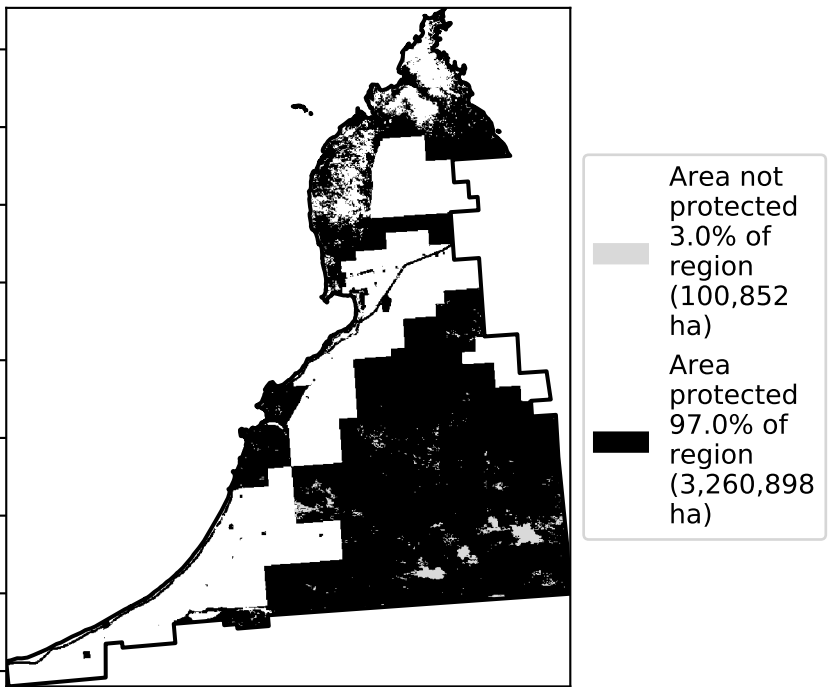 Area not
protected
3.0% of
region
(100,852
ha)
Area
protected
97.0% of
region
(3,260,898
ha)